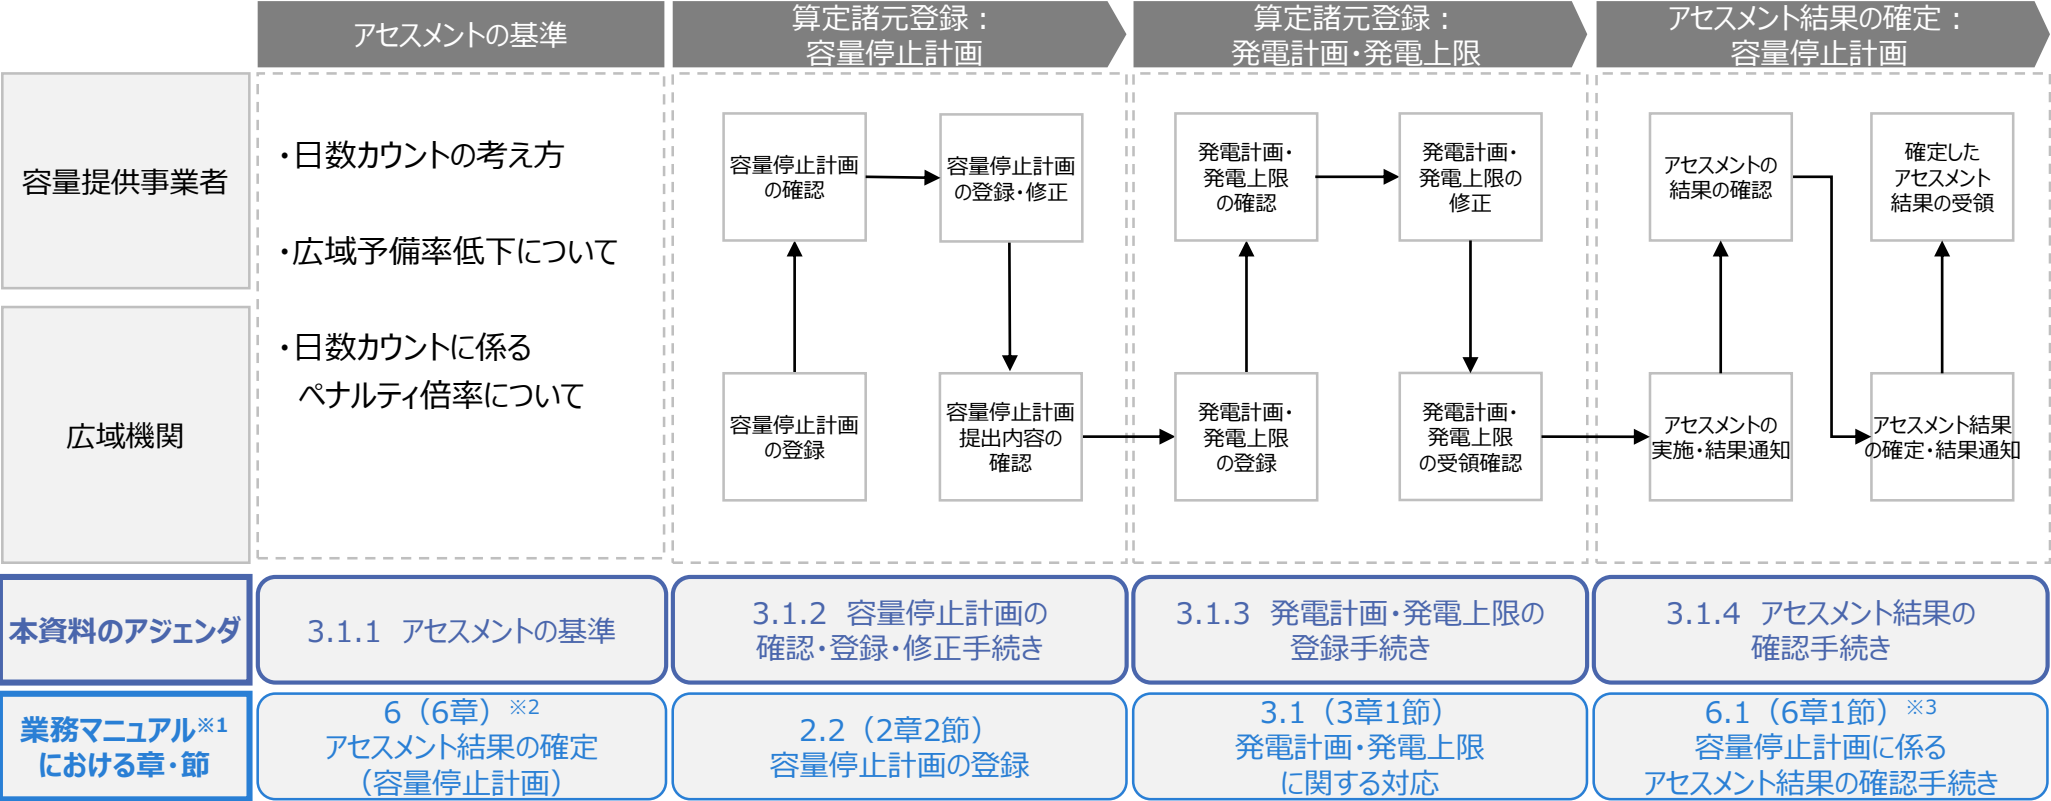 アセスメントの基準
算定諸元登録：
容量停止計画
算定諸元登録：
発電計画・発電上限
アセスメント結果の確定：
容量停止計画
容量提供事業者
・日数カウントの考え方
・広域予備率低下について
・日数カウントに係る
ペナルティ倍率について
容量停止計画
の確認
容量停止計画
の登録・修正
発電計画・
発電上限
の確認
発電計画・
発電上限の
修正
アセスメントの
結果の確認
確定した
アセスメント
結果の受領
広域機関
容量停止計画
の登録
容量停止計画
提出内容の
確認
発電計画・
発電上限
の登録
発電計画・
発電上限
の受領確認
アセスメントの
実施・結果通知
アセスメント結果
の確定・結果通知
本資料のアジェンダ
3.1.1 アセスメントの基準
3.1.2 容量停止計画の
確認・登録・修正手続き
3.1.3 発電計画・発電上限の
登録手続き
3.1.4 アセスメント結果の
確認手続き
業務マニュアル※1
における章・節
6（6章）※2
アセスメント結果の確定
（容量停止計画）
2.2（2章2節）
容量停止計画の登録
3.1（3章1節）
発電計画・発電上限
に関する対応
6.1（6章1節）※3
容量停止計画に係る
アセスメント結果の確認手続き